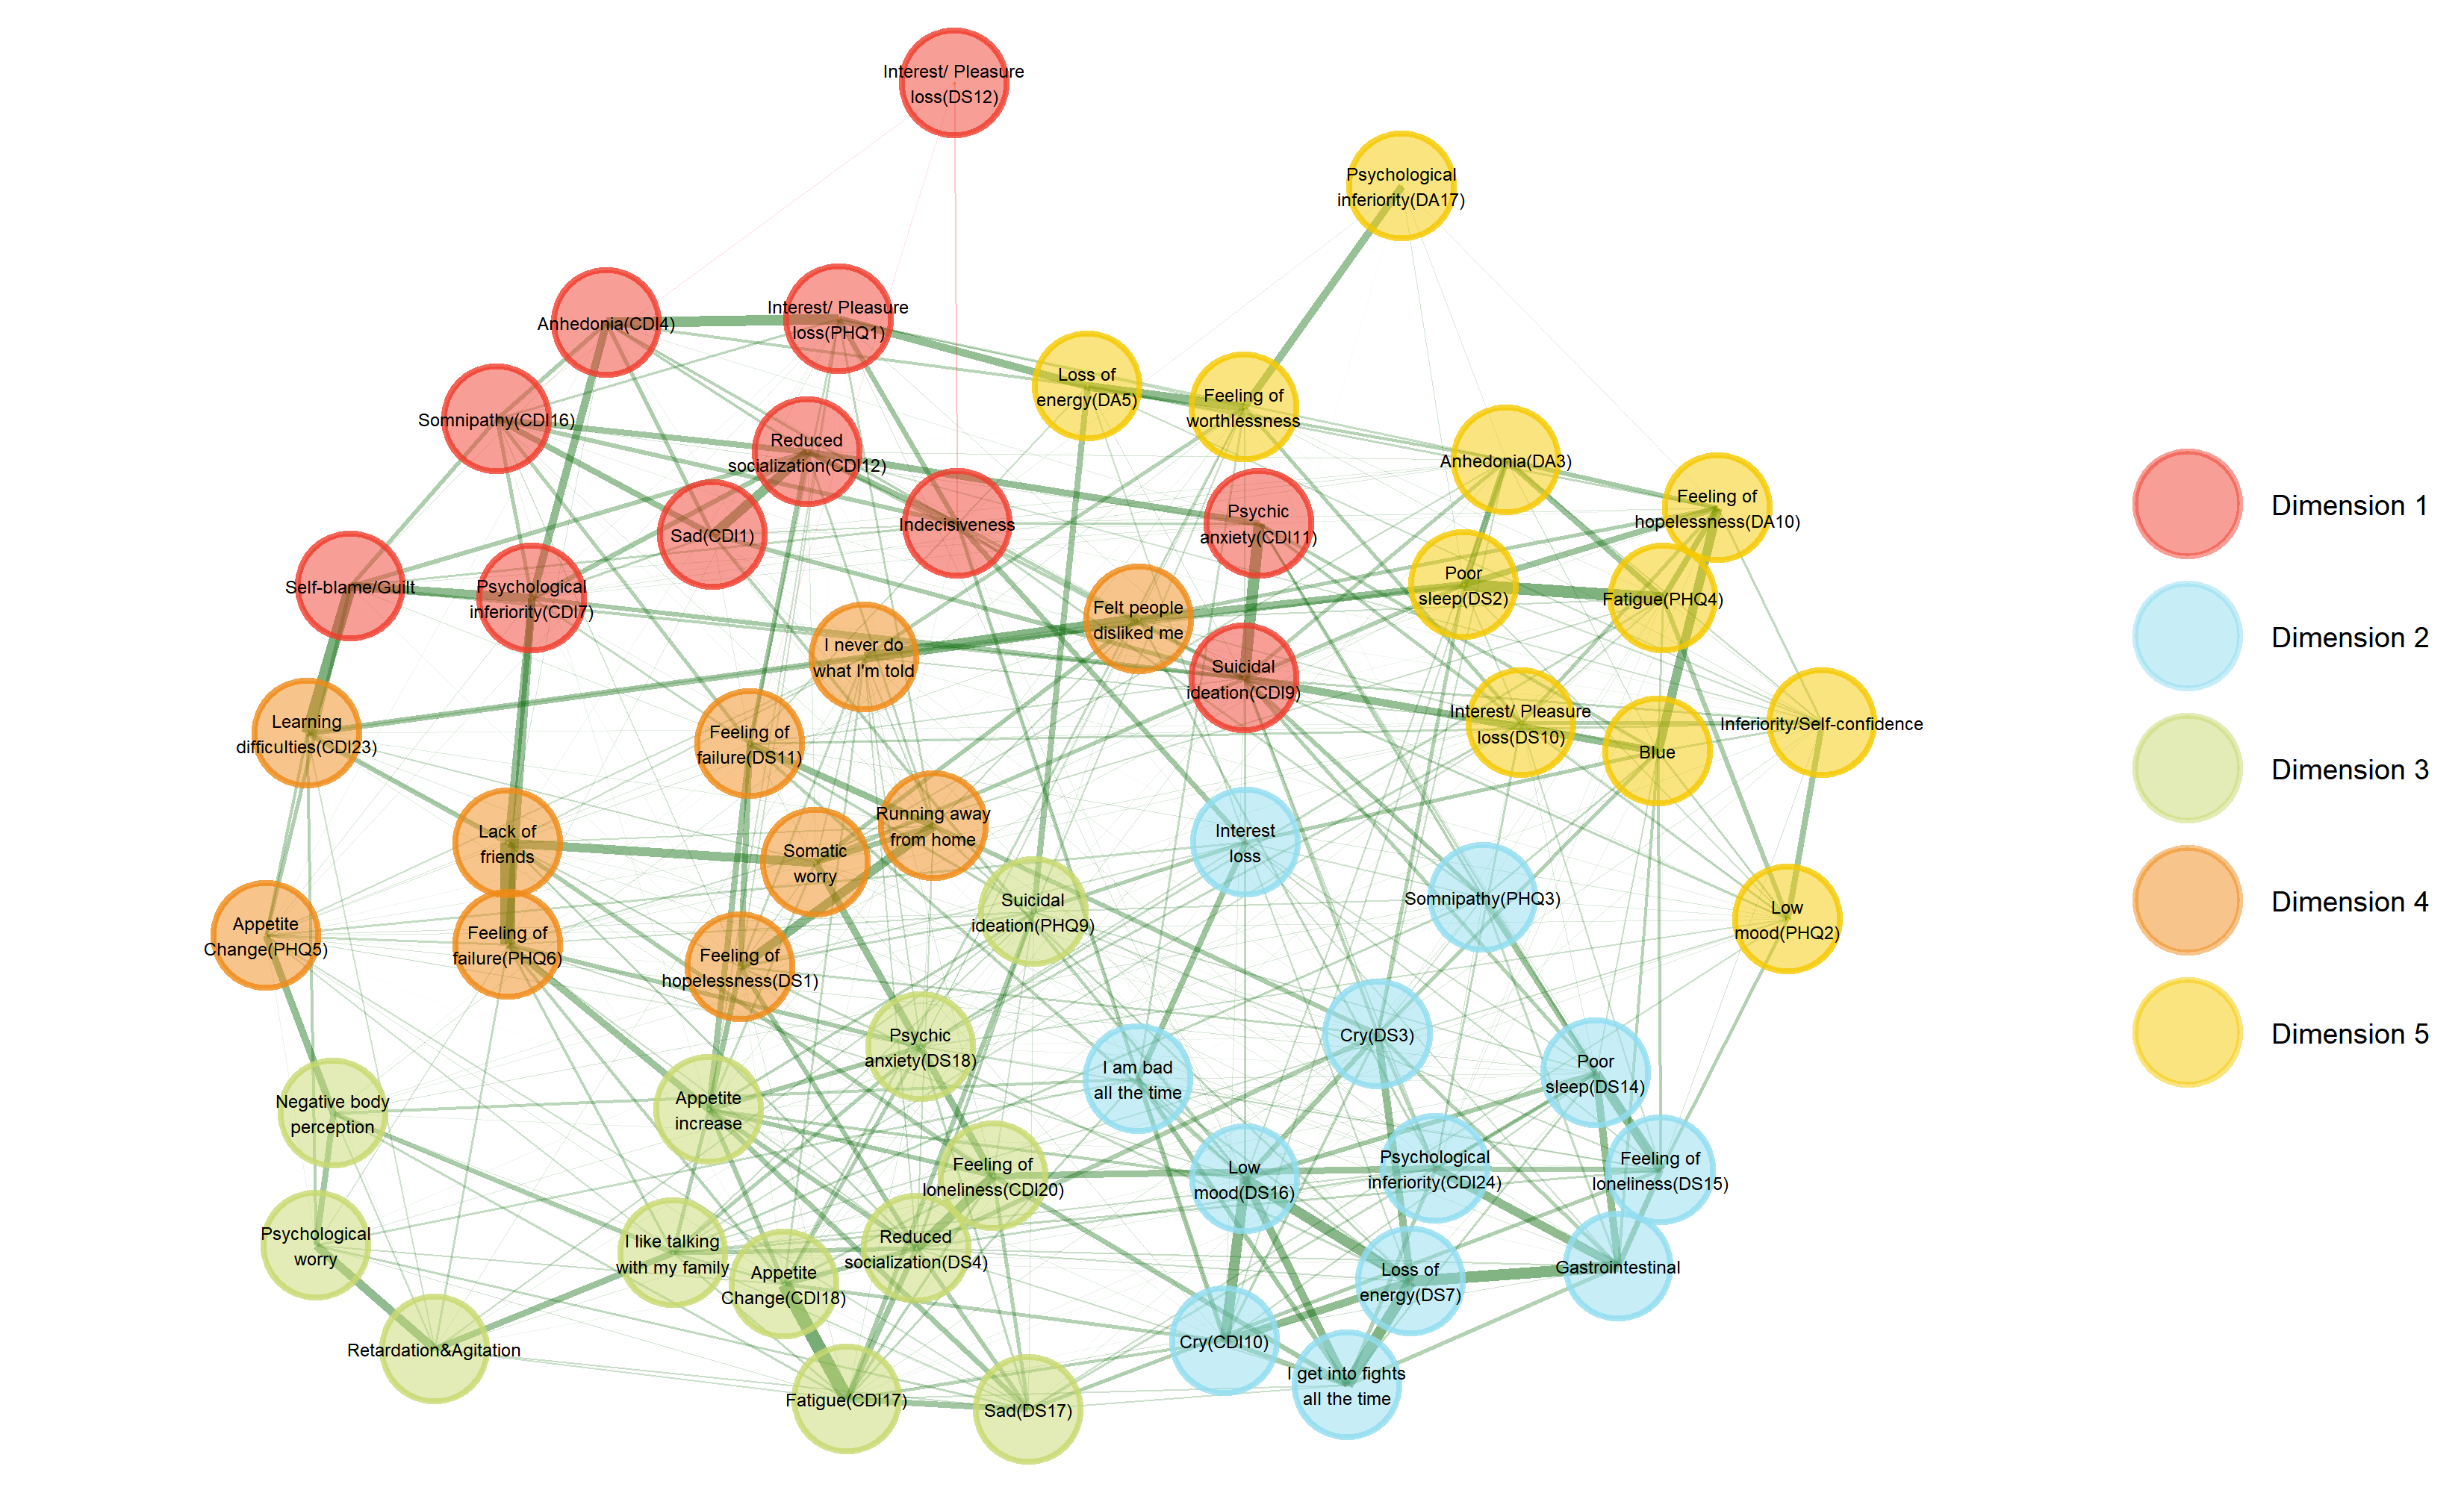 Interest/ Pleasure
loss(DS12)
Psychological
inferiority(DA17)
Anhedonia(CDI4)
Interest/ Pleasure
loss(PHQ1)
Loss of
energy(DA5)
Feeling of
worthlessness
Somnipathy(CDI16)
Reduced
socialization(CDI12)
Anhedonia(DA3)
Feeling of
hopelessness(DA10)
Sad(CDI1)
Indecisiveness
Psychic
anxiety(CDI11)
Self-blame/Guilt
Psychological
inferiority(CDI7)
Felt people
disliked me
Poor
sleep(DS2)
Fatigue(PHQ4)
I never do
what I'm told
Suicidal
ideation(CDI9)
Learning
difficulties(CDI23)
Feeling of
failure(DS11)
Interest/ Pleasure
loss(DS10)
Blue
Inferiority/Self-confidence
Lack of
friends
Somatic
worry
Running away
from home
Interest
loss
Suicidal
ideation(PHQ9)
Somnipathy(PHQ3)
Low
mood(PHQ2)
Appetite
Change(PHQ5)
Feeling of
failure(PHQ6)
Feeling of
hopelessness(DS1)
Psychic
anxiety(DS18)
Cry(DS3)
I am bad
all the time
Poor
sleep(DS14)
Negative body
perception
Appetite
increase
Feeling of
loneliness(CDI20)
Low
mood(DS16)
Psychological
inferiority(CDI24)
Feeling of
loneliness(DS15)
Psychological
worry
I like talking
with my family
Appetite
Change(CDI18)
Reduced
socialization(DS4)
Loss of
energy(DS7)
Gastrointestinal
Retardation&Agitation
Cry(CDI10)
I get into fights
all the time
Fatigue(CDI17)
Sad(DS17)
Dimension 1
Dimension 2
Dimension 3
Dimension 4
Dimension 5